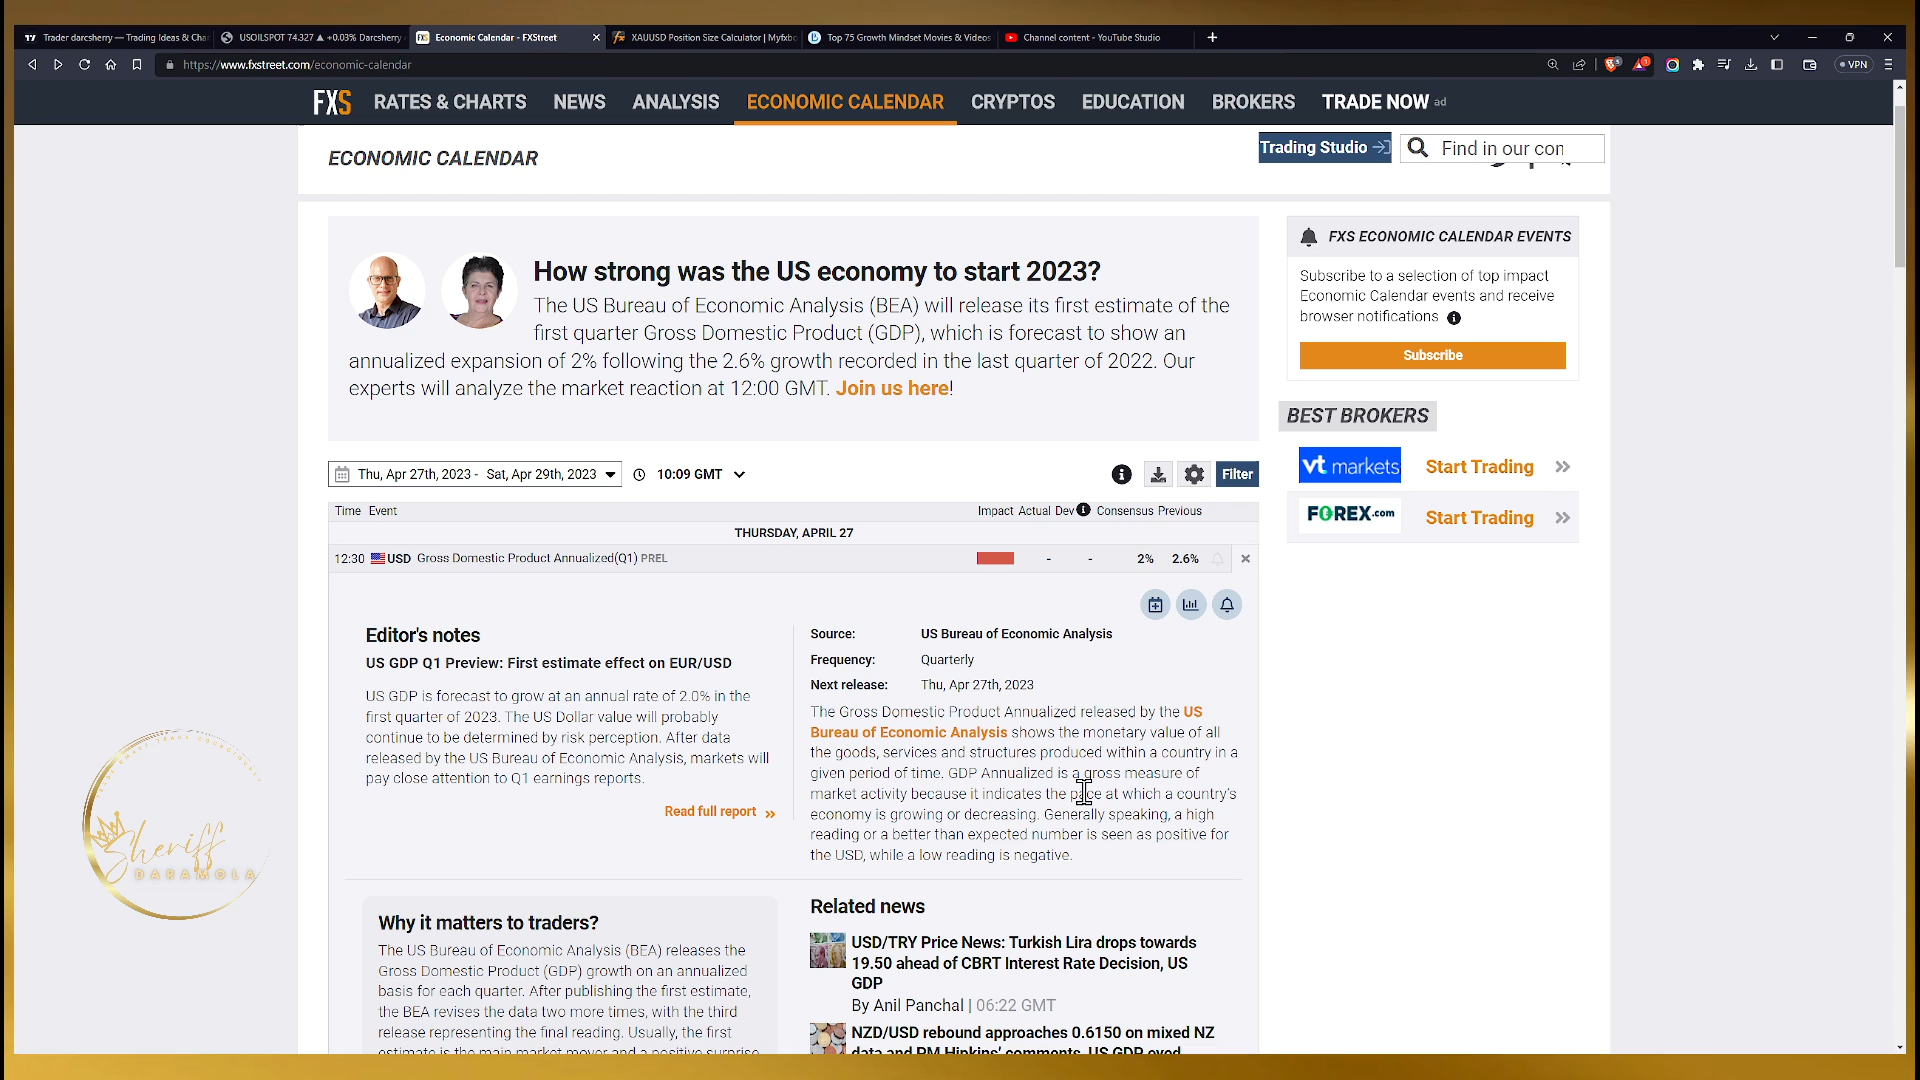 Trader darcsherry — Trading Ideas & Cha
USOILSPOT 74.327 ▲ +0.03% Darcsherry
Economic Calendar - FXStreet
XAUUSD Position Size Calculator | Myfxbo
Top 75 Growth Mindset Movies & Videos
Channel content - YouTube Studio
https://www.fxstreet.com/economic-calendar
VPN
FXS RATES & CHARTS NEWS ANALYSIS ECONOMIC CALENDAR CRYPTOS EDUCATION BROKERS TRADE NOW ad
ECONOMIC CALENDAR
Trading Studio
Find in our con
How strong was the US economy to start 2023?
The US Bureau of Economic Analysis (BEA) will release its first estimate of the
first quarter Gross Domestic Product (GDP), which is forecast to show an
annualized expansion of 2% following the 2.6% growth recorded in the last quarter of 2022. Our
experts will analyze the market reaction at 12:00 GMT. Join us here!
FXS ECONOMIC CALENDAR EVENTS
Subscribe to a selection of top impact
Economic Calendar events and receive
browser notifications
Subscribe
BEST BROKERS
vt markets Start Trading
FOREX.com Start Trading
Thu, Apr 27th, 2023 - Sat, Apr 29th, 2023 10:09 GMT
Filter
Time Event Impact Actual Dev Consensus Previous
THURSDAY, APRIL 27
12:30 USD Gross Domestic Product Annualized(Q1) PREL - - 2% 2.6%
Editor's notes
US GDP Q1 Preview: First estimate effect on EUR/USD
US GDP is forecast to grow at an annual rate of 2.0% in the
first quarter of 2023. The US Dollar value will probably
continue to be determined by risk perception. After data
released by the US Bureau of Economic Analysis, markets will
pay close attention to Q1 earnings reports.
Read full report
Source: US Bureau of Economic Analysis
Frequency: Quarterly
Next release: Thu, Apr 27th, 2023
The Gross Domestic Product Annualized released by the US
Bureau of Economic Analysis shows the monetary value of all
the goods, services and structures produced within a country in a
given period of time. GDP Annualized is a gross measure of
market activity because it indicates the pace at which a country's
economy is growing or decreasing. Generally speaking, a high
reading or a better than expected number is seen as positive for
the USD, while a low reading is negative.
Why it matters to traders?
The US Bureau of Economic Analysis (BEA) releases the
Gross Domestic Product (GDP) growth on an annualized
basis for each quarter. After publishing the first estimate,
the BEA revises the data two more times, with the third
release representing the final reading. Usually, the first
estimate is the main market mover and a positive surprise
Related news
USD/TRY Price News: Turkish Lira drops towards
19.50 ahead of CBRT Interest Rate Decision, US
GDP
By Anil Panchal | 06:22 GMT
NZD/USD rebound approaches 0.6150 on mixed NZ
data and PM Hipkins' comments, US GDP eyed
Sheriff
DARAMOLA